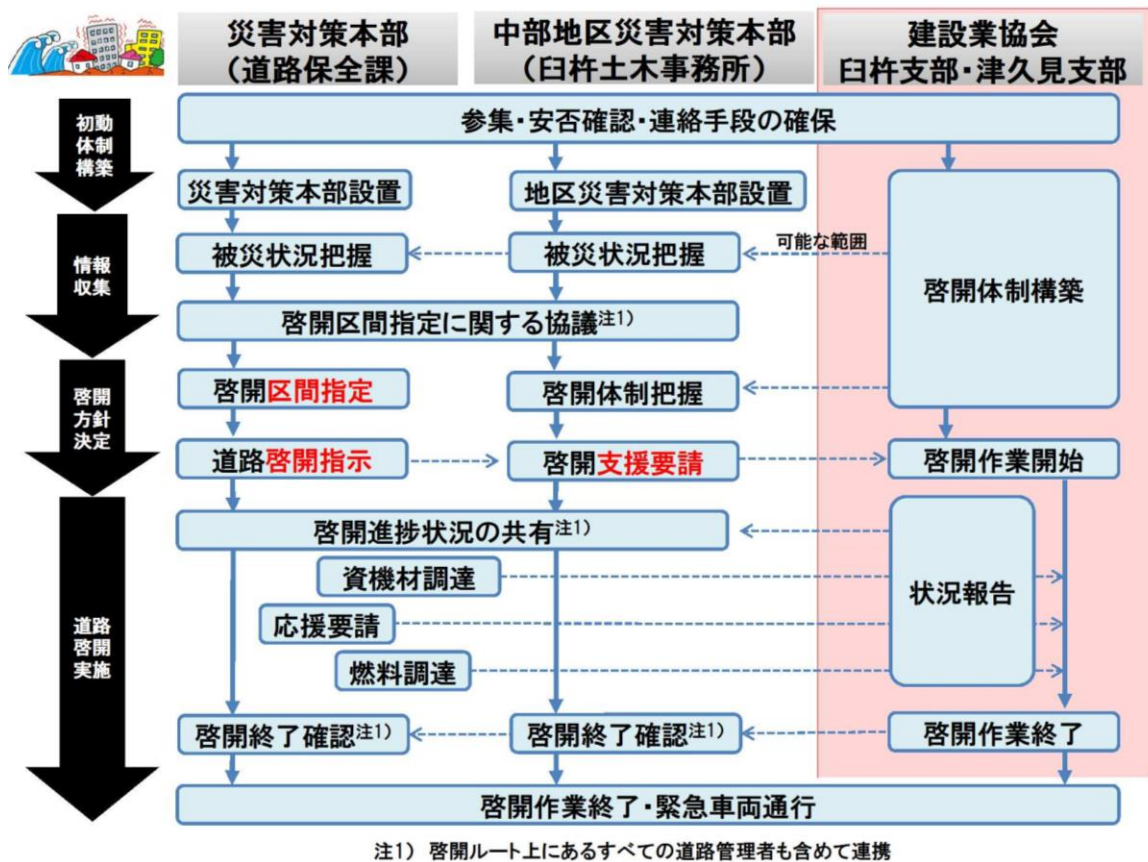 災害対策本部
（道路保全課）
中部地区災害対策本部
（臼杵土木事務所）
建設業協会
臼杵支部・津久見支部
初動
体制
構築
参集・安否確認・連絡手段の確保
災害対策本部設置
地区災害対策本部設置
情報
収集
被災状況把握
被災状況把握
可能な範囲
啓開体制構築
啓開区間指定に関する協議注1）
啓開
方針
決定
啓開区間指定
啓開体制把握
道路啓開指示
啓開支援要請
啓開作業開始
道路
啓開
実施
啓開進捗状況の共有注1）
資機材調達
状況報告
応援要請
燃料調達
啓開終了確認注1）
啓開終了確認注1）
啓開作業終了
啓開作業終了・緊急車両通行
注1） 啓開ルート上にあるすべての道路管理者も含めて連携